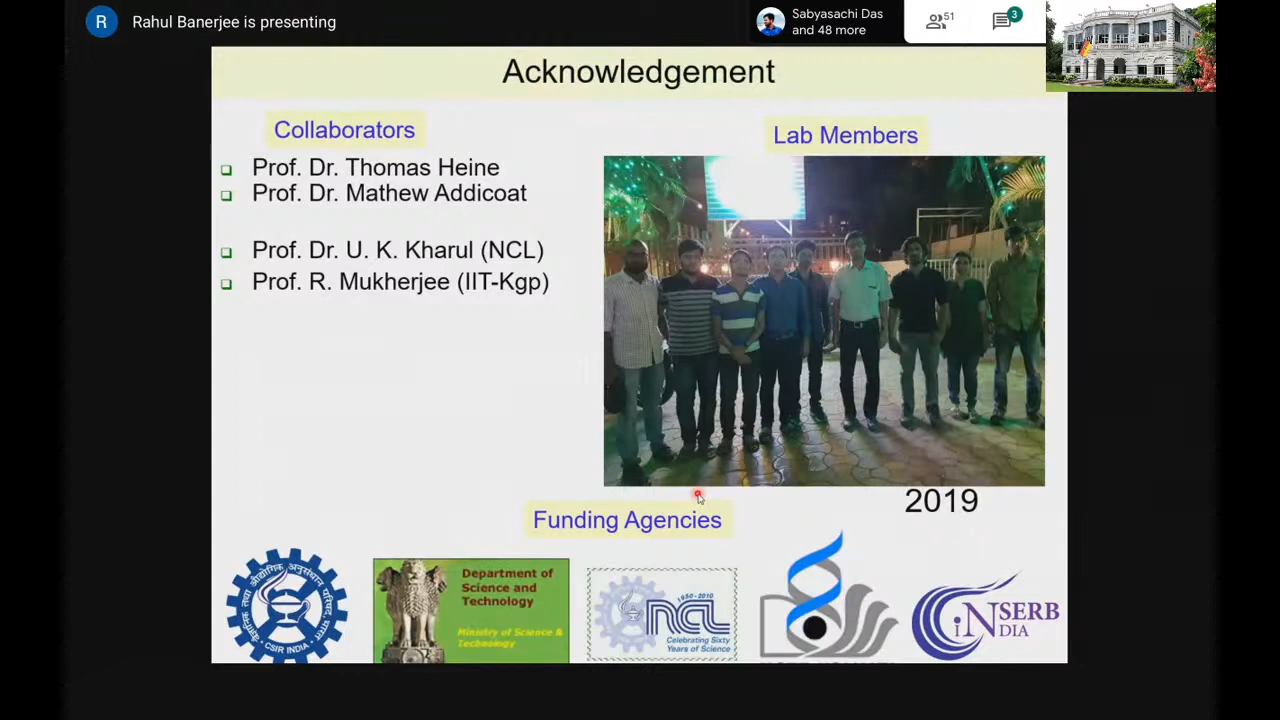 Rahul Banerjee is presenting
R
Sabyasachi Das
and 48 more
51
3
Acknowledgement
Collaborators
Prof. Dr. Thomas Heine
Prof. Dr. Mathew Addicoat
Prof. Dr. U. K. Kharul (NCL)
Prof. R. Mukherjee (IIT-Kgp)
Lab Members
2019
Funding Agencies
CSIR INDIA
Department of
Science and
Technology
Ministry of Science &
Technology
1950-2010
NCL
Celebrating Sixty
Years of Science
iNSERB
INDIA